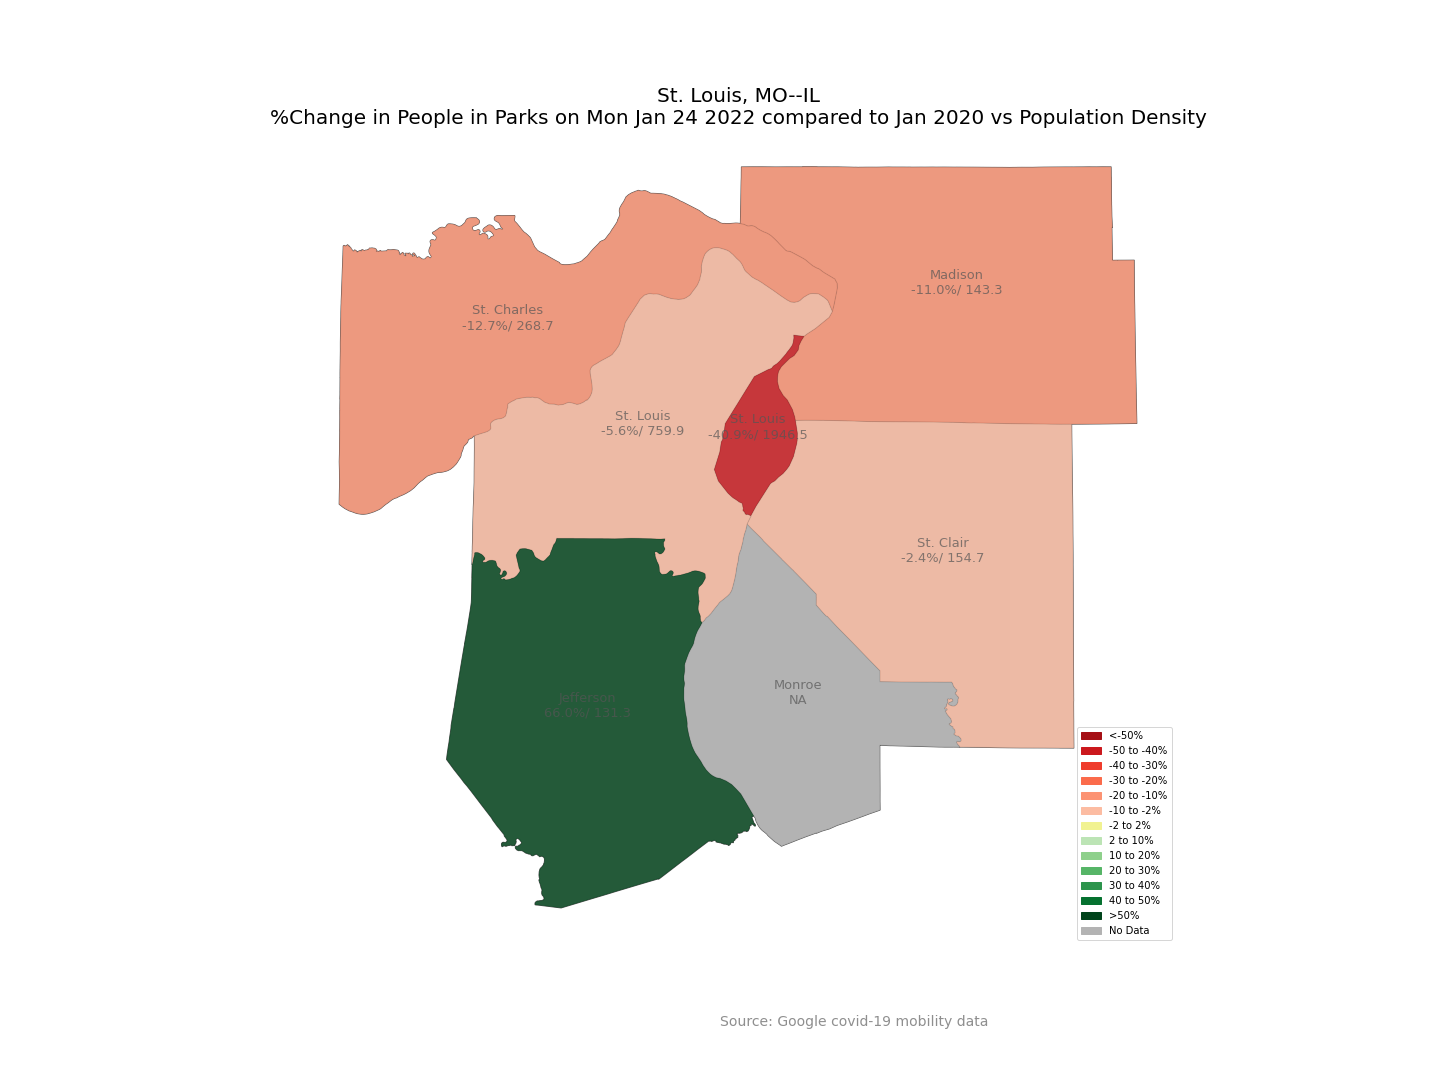 St. Louis, MO--IL
%Change in People in Parks on Mon Jan 24 2022 compared to Jan 2020 vs Population Density
Madison
-11.0%/ 143.3
St. Charles
-12.7%/ 268.7
St. Louis
-5.6%/ 759.9
St. Louis
-40.9%/ 1946.5
St. Clair
-2.4%/ 154.7
Jefferson
66.0%/ 131.3
Monroe
NA
<-50%
-50 to -40%
-40 to -30%
-30 to -20%
-20 to -10%
-10 to -2%
-2 to 2%
2 to 10%
10 to 20%
20 to 30%
30 to 40%
40 to 50%
>50%
No Data
Source: Google covid-19 mobility data